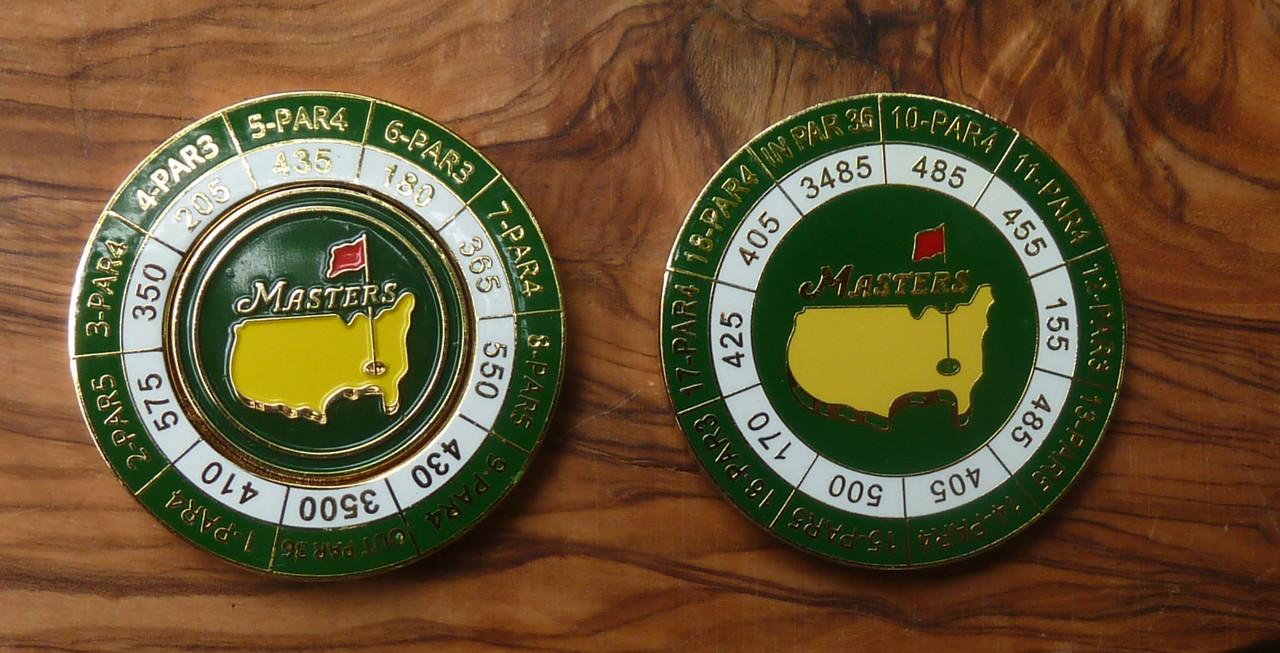 1-PAR4
410
2-PAR5
575
3-PAR4
350
4-PAR3
205
5-PAR4
435
6-PAR3
180
7-PAR4
365
8-PAR5
550
9-PAR4
430
OUT PAR 36
3500
MASTERS
10-PAR4
485
11-PAR4
455
12-PAR3
155
13-PAR5
485
14-PAR4
405
15-PAR5
500
16-PAR3
170
17-PAR4
425
18-PAR4
405
IN PAR 36
3485
MASTERS